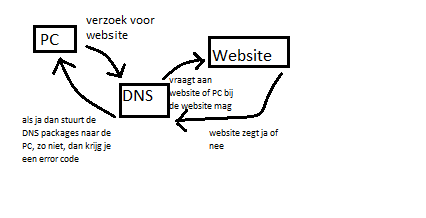 verzoek voor
website
PC
Website
DNS
vraagt aan
website of PC bij
de website mag
als ja dan stuurt de
DNS packages naar de
PC, zo niet, dan krijg je
een error code
website zegt ja of
nee